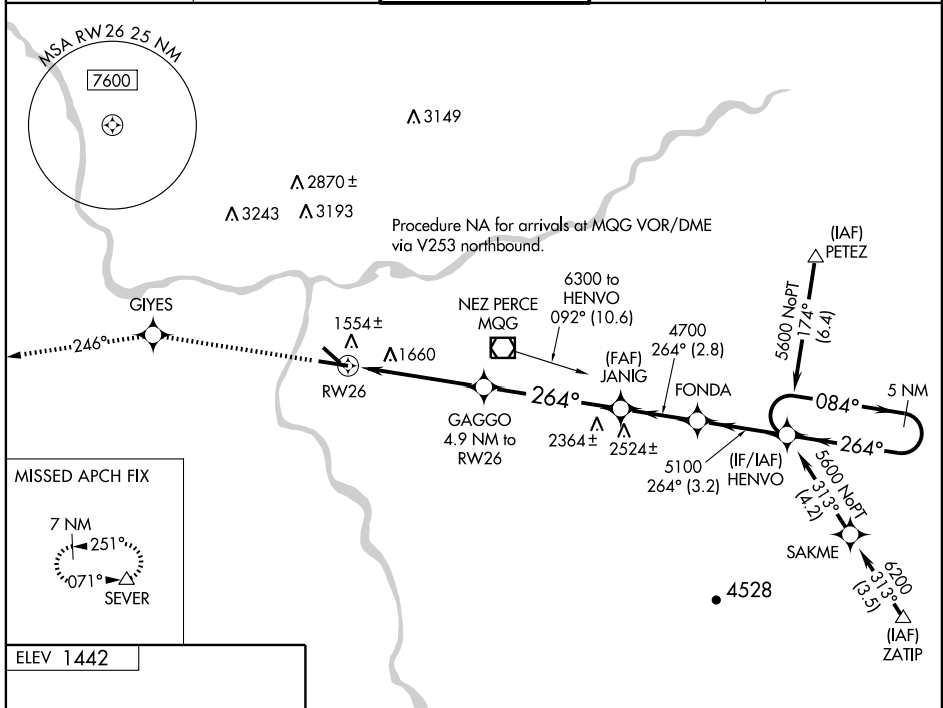 MSA RW 26 25 NM
7600
3149
2870 ±
3243
3193
Procedure NA for arrivals at MQG VOR/DME
via V253 northbound.
(IAF)
PETEZ
5600 NoPT
174°
(6.4)
6300 to
HENVO
092° (10.6)
NEZ PERCE
MQG
GIYES
246°
1554 ±
1660
RW26
4700
264° (2.8)
(FAF)
JANIG
FONDA
264°
GAGGO
4.9 NM to
RW26
2364 ±
2524 ±
5100
264° (3.2)
(IF/IAF)
HENVO
084°
5 NM
264°
5600 NoPT
313°
(4.2)
SAKME
6200
313°
(3.5)
(IAF)
ZATIP
4528
MISSED APCH FIX
7 NM
251°
071°
SEVER
ELEV 1442